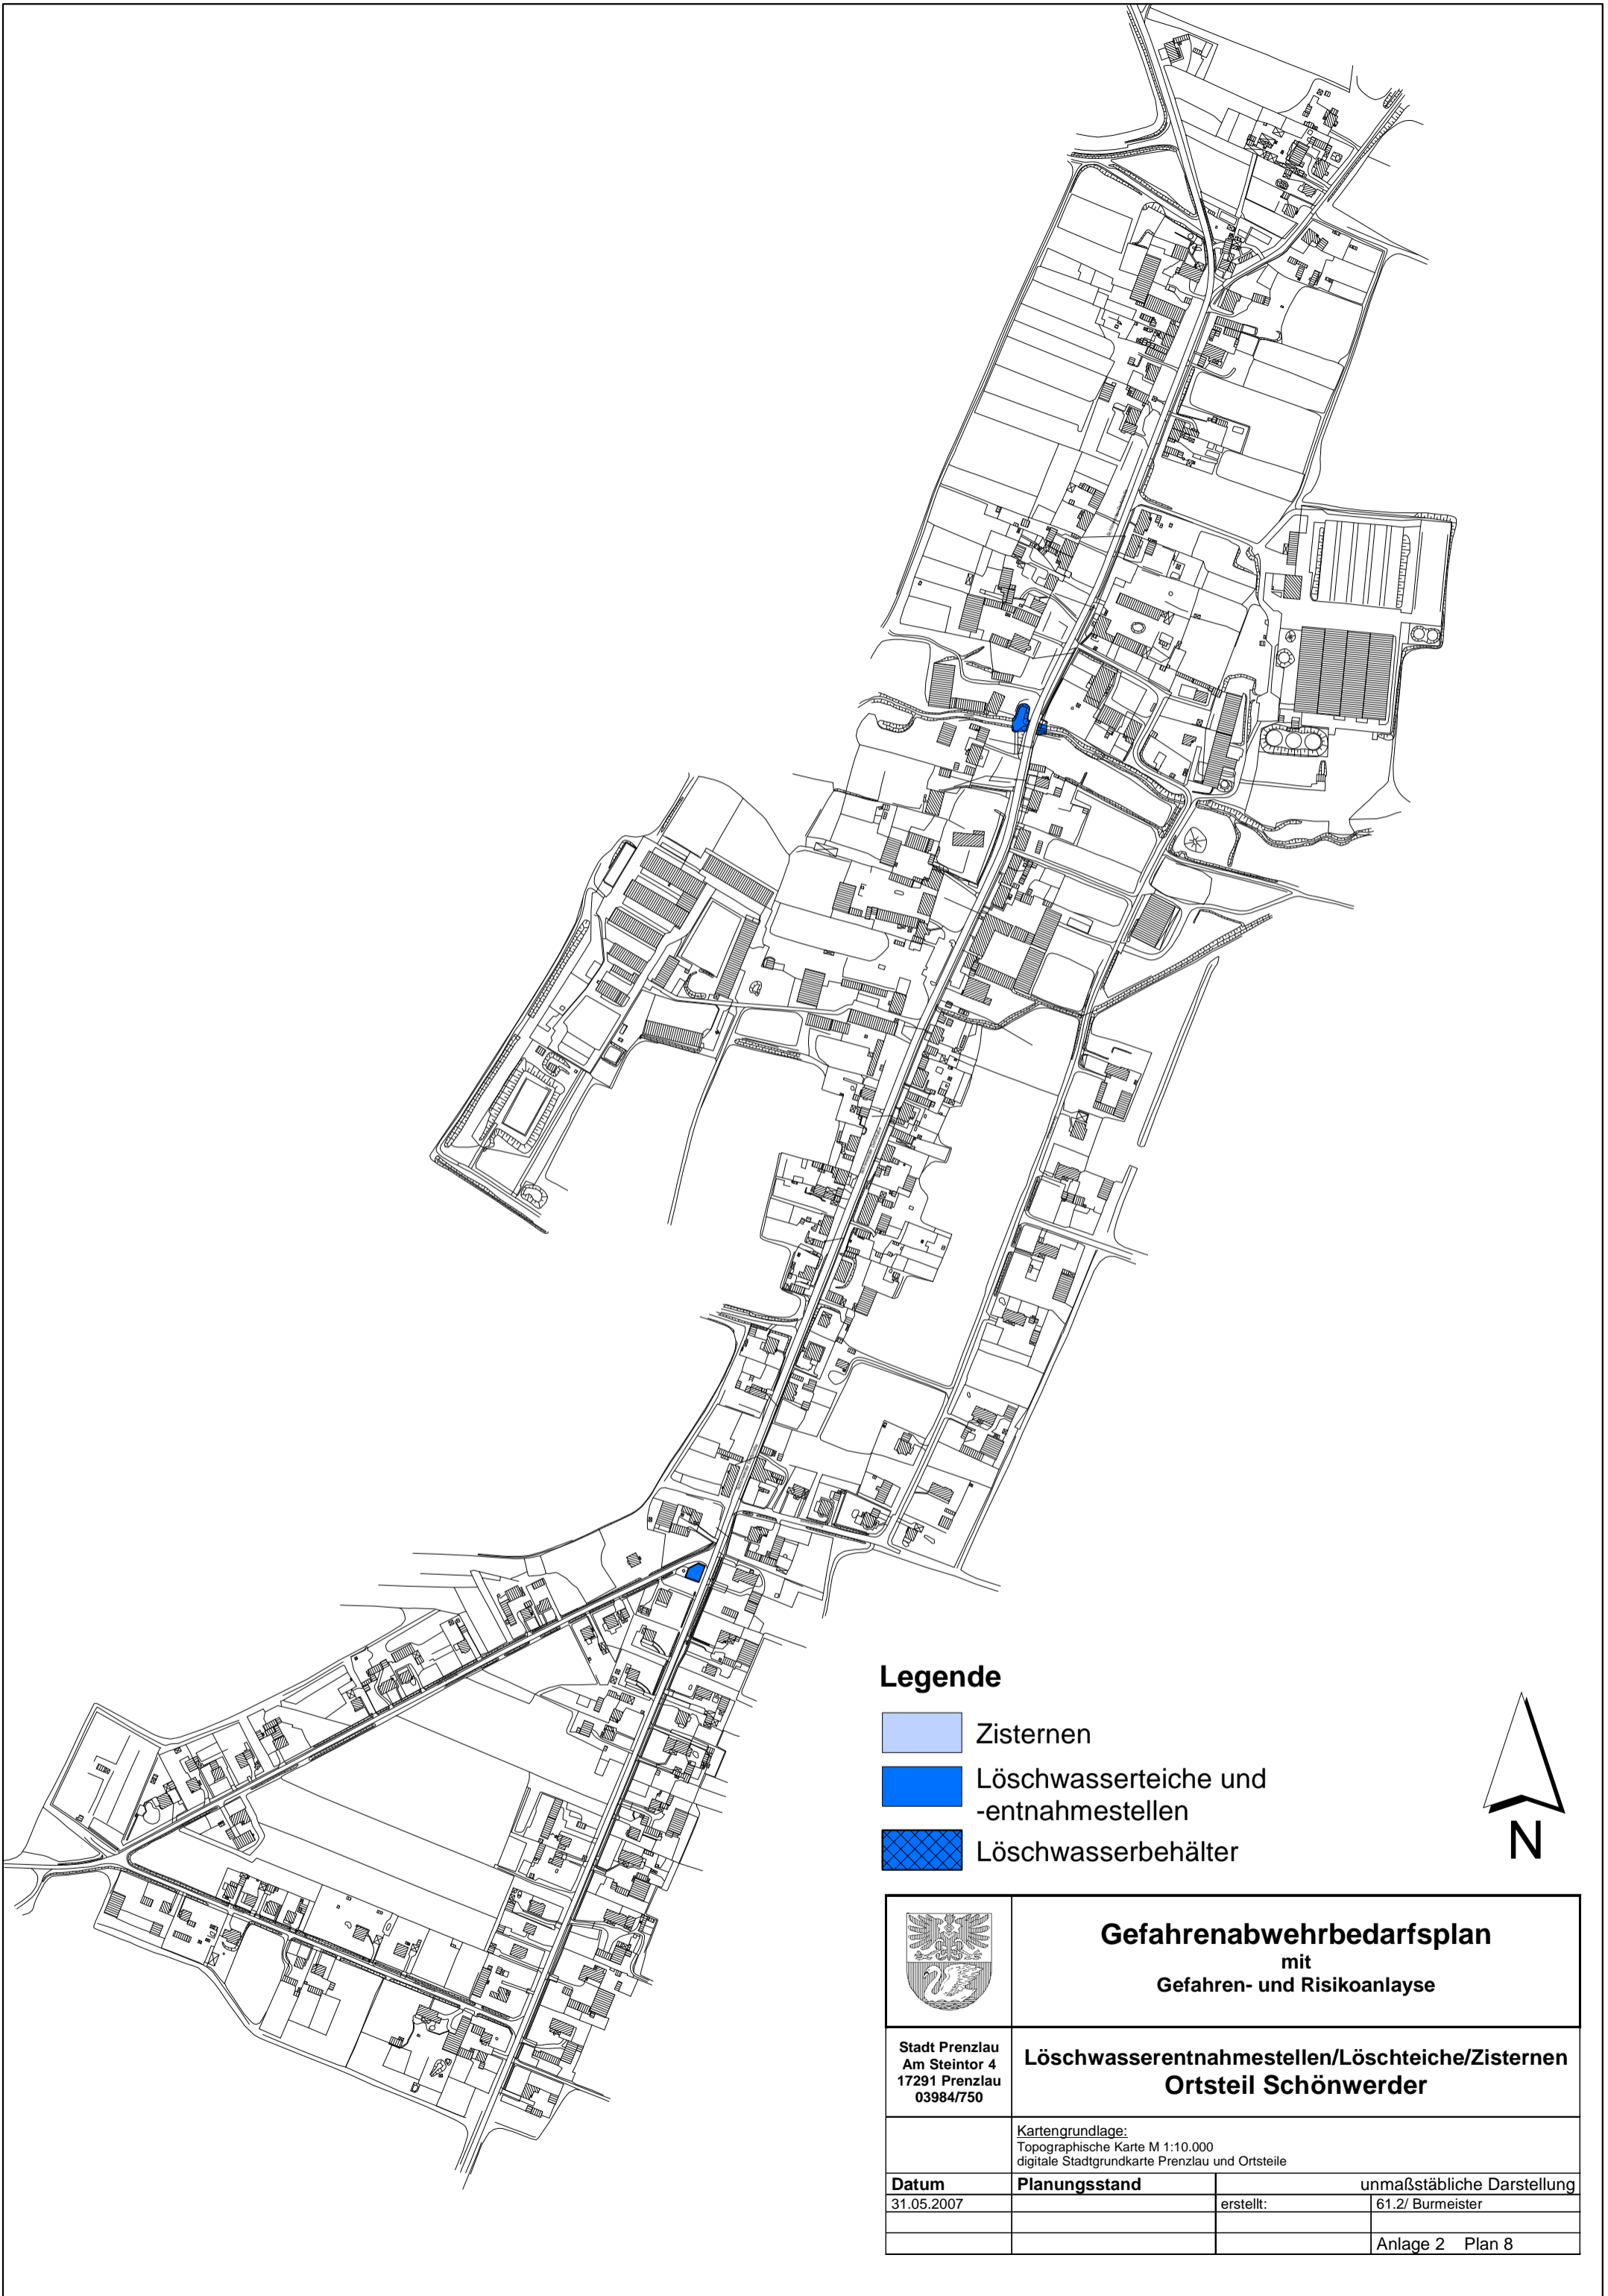 Legende
Zisternen
Löschwasserteiche und
-entnahmestellen
Löschwasserbehälter
N
Gefahrenabwehrbedarfsplan
mit
Gefahren- und Risikoanlayse
Stadt Prenzlau
Am Steintor 4
17291 Prenzlau
03984/750
Löschwasserentnahmestellen/Löschteiche/Zisternen
Ortsteil Schönwerder
Kartengrundlage:
Topographische Karte M 1:10.000
digitale Stadtgrundkarte Prenzlau und Ortsteile
Datum Planungsstand unmaßstäbliche Darstellung
31.05.2007 erstellt: 61.2/ Burmeister
Anlage 2 Plan 8